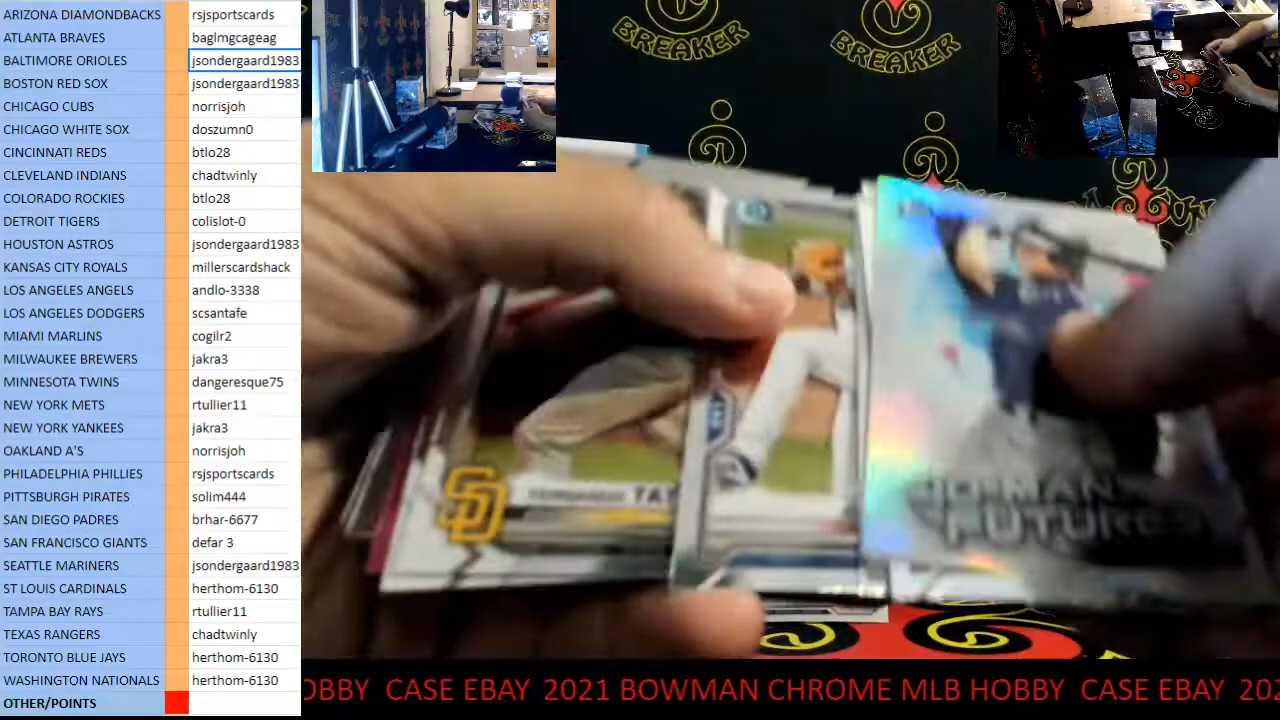 ARIZONA DIAMONDBACKS rsjsportscards
ATLANTA BRAVES baglmgcageag
BALTIMORE ORIOLES jsondergaard1983
BOSTON RED SOX jsondergaard1983
CHICAGO CUBS norrisjoh
CHICAGO WHITE SOX doszumn0
CINCINNATI REDS btlo28
CLEVELAND INDIANS chadtwinly
COLORADO ROCKIES btlo28
DETROIT TIGERS colislot-0
HOUSTON ASTROS jsondergaard1983
KANSAS CITY ROYALS millerscardshack
LOS ANGELES ANGELS andlo-3338
LOS ANGELES DODGERS scsantafe
MIAMI MARLINS cogilr2
MILWAUKEE BREWERS jakra3
MINNESOTA TWINS dangeresque75
NEW YORK METS rtullier11
NEW YORK YANKEES jakra3
OAKLAND A'S norrisjoh
PHILADELPHIA PHILLIES rsjsportscards
PITTSBURGH PIRATES solim444
SAN DIEGO PADRES brhar-6677
SAN FRANCISCO GIANTS defar 3
SEATTLE MARINERS jsondergaard1983
ST LOUIS CARDINALS herthom-6130
TAMPA BAY RAYS rtullier11
TEXAS RANGERS chadtwinly
TORONTO BLUE JAYS herthom-6130
WASHINGTON NATIONALS herthom-6130
OTHER/POINTS
BREAKER
BREAKER
SD
FERNANDO TAT
FUTURES
OBBY CASE EBAY 2021 BOWMAN CHROME MLB HOBBY CASE EBAY 202